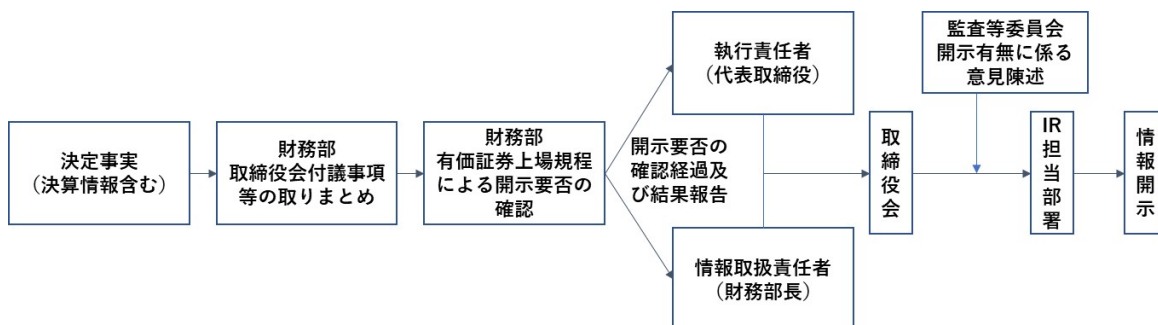 決定事実
（決算情報含む）
財務部
取締役会付議事項
等の取りまとめ
財務部
有価証券上場規程
による開示要否の
確認
執行責任者
（代表取締役）
開示要否の
確認経過及
び結果報告
情報取扱責任者
（財務部長）
取締役会
監査等委員会
開示有無に係る
意見陳述
IR担当部署
情報開示